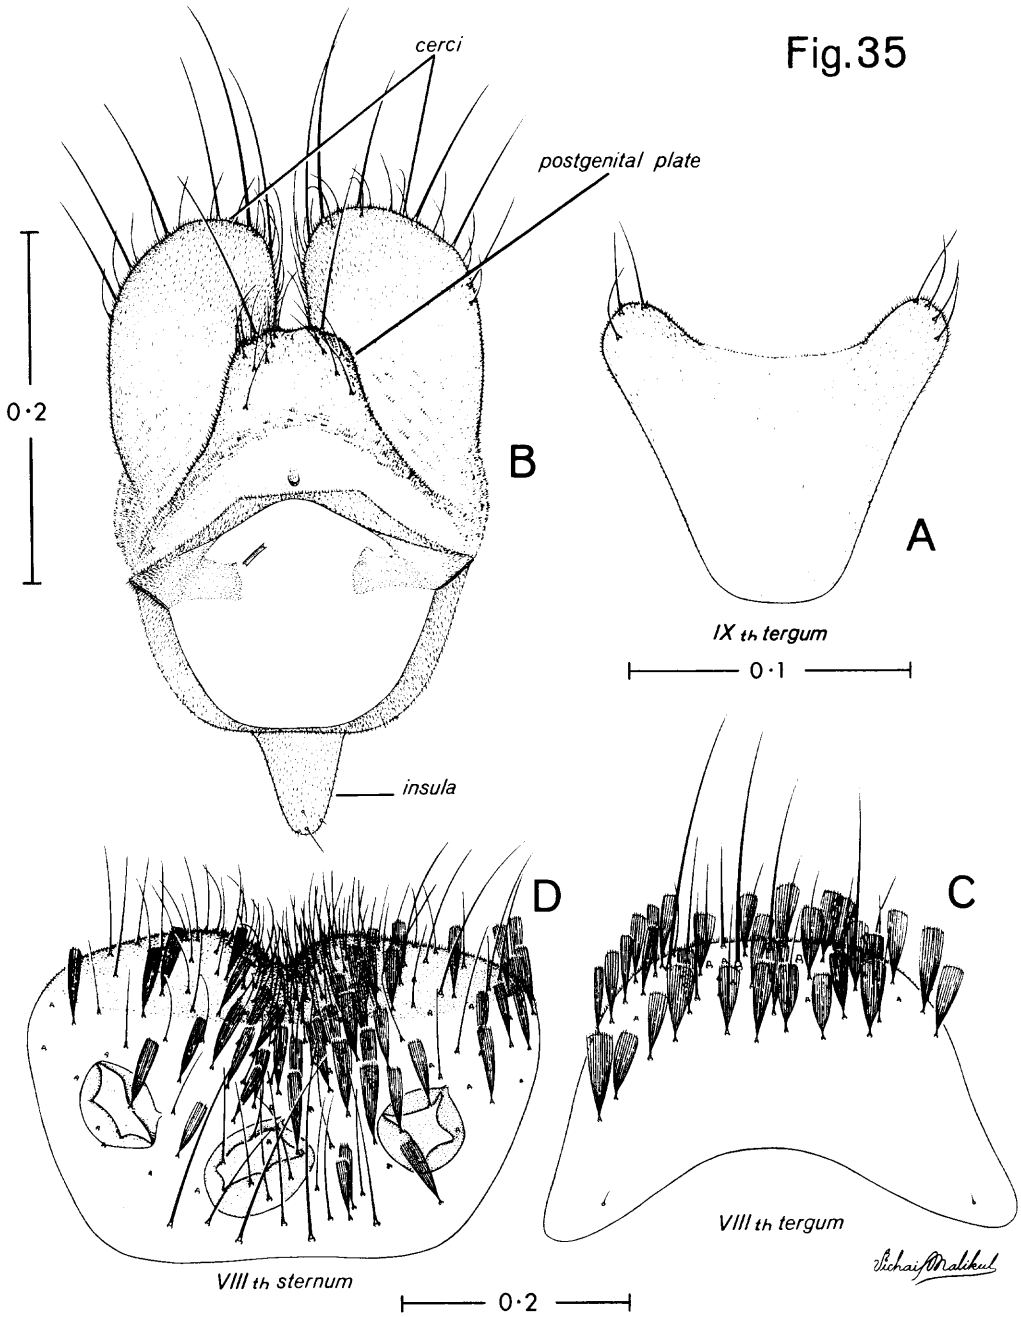 Fig.35
cerci
postgenital plate
0·2
B
A
IX th tergum
0·1
insula
D
C
VIII th tergum
VIII th sternum
Vichai Malikul
0·2